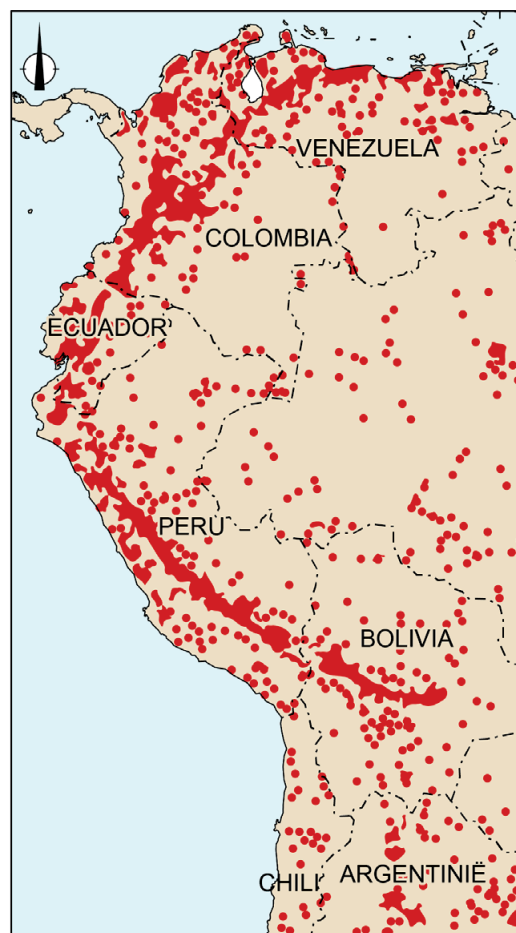 VENEZUELA
COLOMBIA
ECUADOR
PERU
BOLIVIA
CHILI
ARGENTINIË